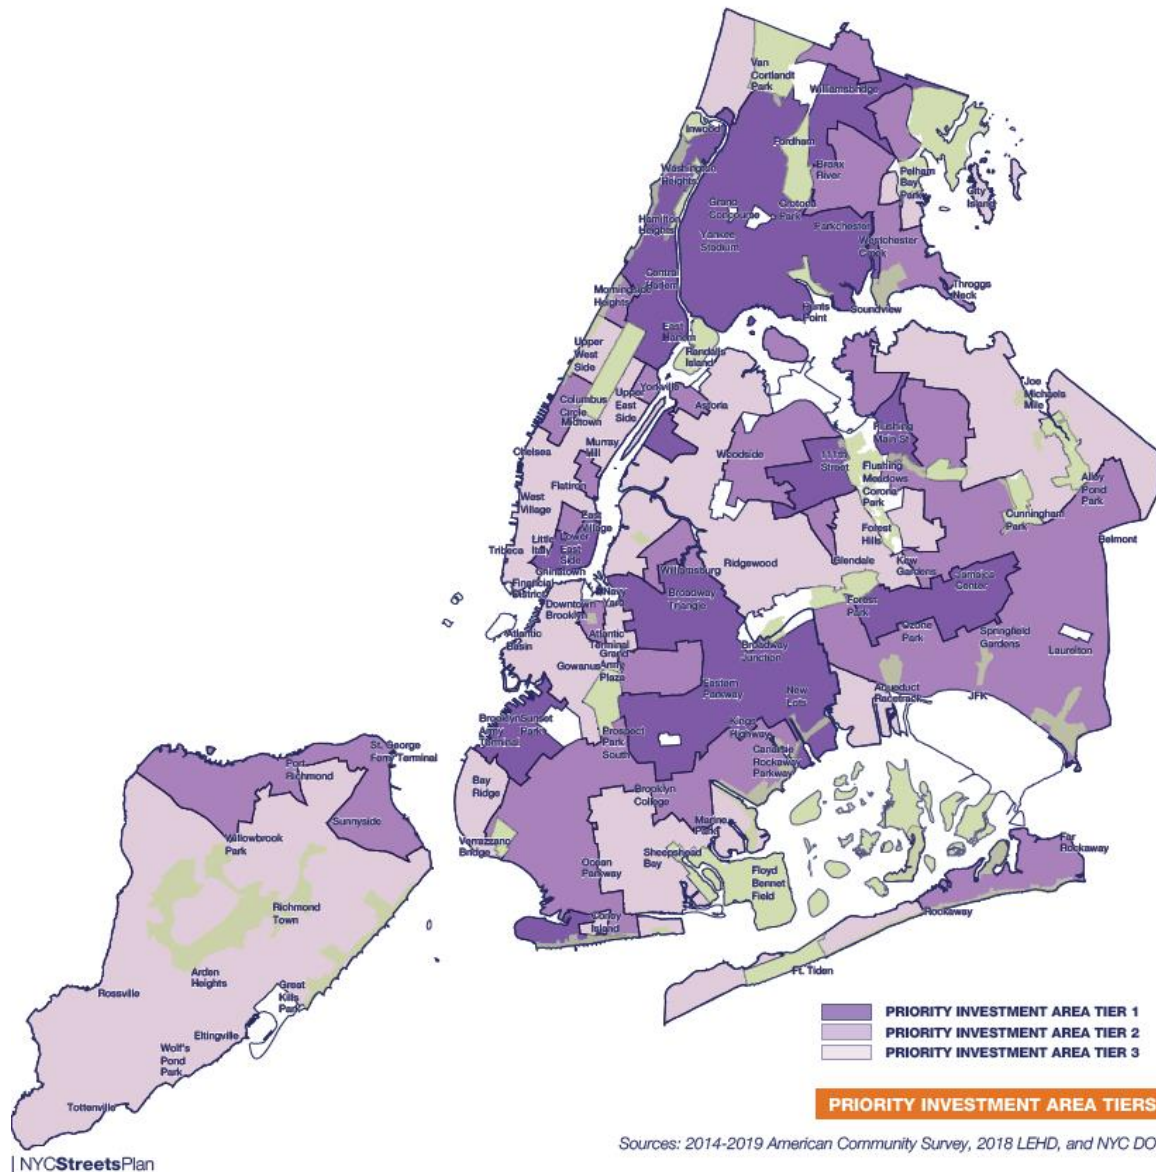 Van
Cortlandt
Park
Williamsbridge
Inwood
Fordham
Bronx
River
Washington
Heights
Pelham
Bay
Park
City
Island
Grand
Concourse
Crotona
Park
Hamilton
Heights
Yankee
Stadium
Parkchester
Westchester
Creek
Central
Harlem
Throggs
Neck
Morningside
Heights
Hunts
Point
Soundview
East
Harlem
Upper
West
Side
Randalls
Island
Joe
Michaels
Mile
Yorkville
Upper
East
Side
Columbus
Circle
Midtown
Astoria
Flushing
Main St
Murray
Hill
Chelsea
Woodside
111th
Street
Flushing
Meadows
Corona
Park
Alley
Pond
Park
Flatiron
West
Village
East
Village
Cunningham
Park
Forest
Hills
Belmont
Tribeca
Little
Italy
Lower
East
Side
Chinatown
Financial
District
Glendale
Kew
Gardens
Ridgewood
Williamsburg
Broadway
Triangle
Jamaica
Center
Navy
Yard
Downtown
Brooklyn
Forest
Park
Ozone
Park
Springfield
Gardens
Atlantic
Basin
Atlantic
Terminal
Grand
Army
Plaza
Broadway
Junction
Laurelton
Gowanus
Eastern
Parkway
New
Lots
Aqueduct
Racetrack
JFK
Brooklyn
Army
Terminal
Sunset
Park
Prospect
Park
South
Kings
Highway
Canarsie
Rockaway
Parkway
St. George
Ferry Terminal
Port
Richmond
Bay
Ridge
Brooklyn
College
Marine
Park
Sunnyside
Willowbrook
Park
Verrazzano
Bridge
Ocean
Parkway
Sheepshead
Bay
Floyd
Bennet
Field
Far
Rockaway
Richmond
Town
Coney
Island
Rockaway
Ft. Tiden
Arden
Heights
Rossville
Great
Kills
Park
Eltingville
Wolf's
Pond
Park
Tottenville
PRIORITY INVESTMENT AREA TIER 1
PRIORITY INVESTMENT AREA TIER 2
PRIORITY INVESTMENT AREA TIER 3
PRIORITY INVESTMENT AREA TIERS
Sources: 2014-2019 American Community Survey, 2018 LEHD, and NYC DO
| NYCStreetsPlan